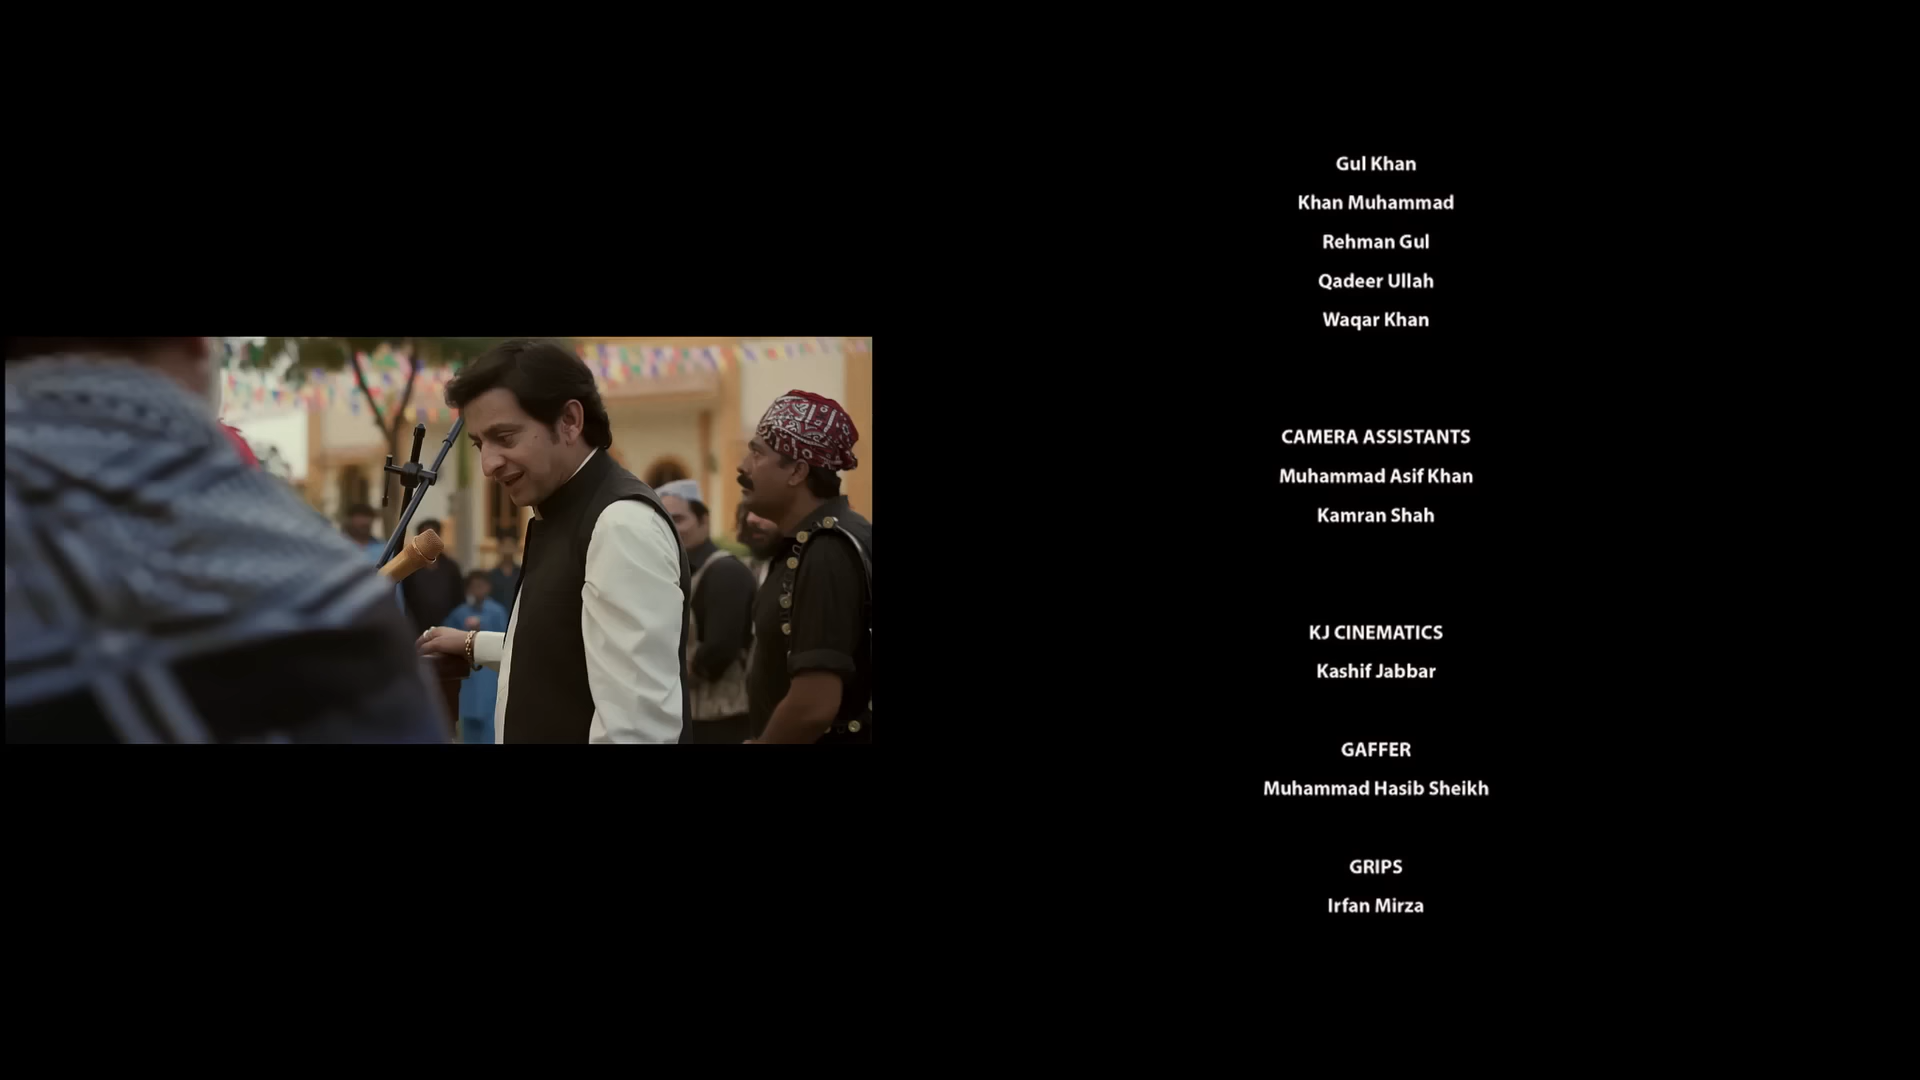 Gul Khan
Khan Muhammad
Rehman Gul
Qadeer Ullah
Waqar Khan
CAMERA ASSISTANTS
Muhammad Asif Khan
Kamran Shah
KJ CINEMATICS
Kashif Jabbar
GAFFER
Muhammad Hasib Sheikh
GRIPS
Irfan Mirza